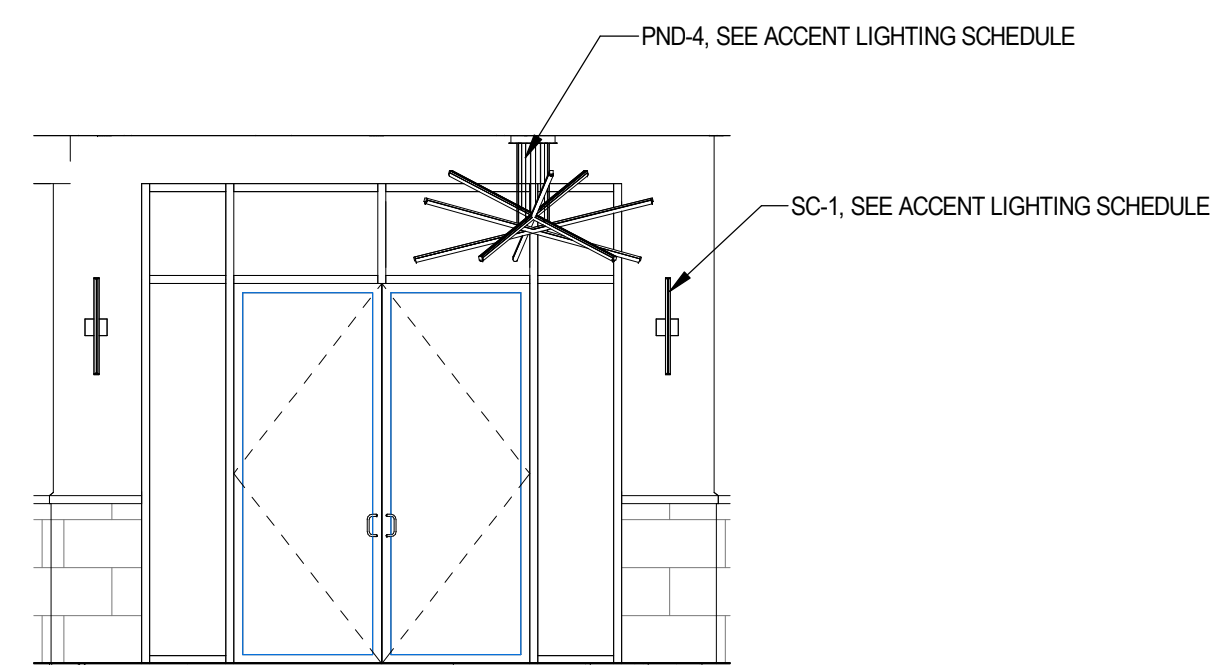 PND-4, SEE ACCENT LIGHTING SCHEDULE
SC-1, SEE ACCENT LIGHTING SCHEDULE